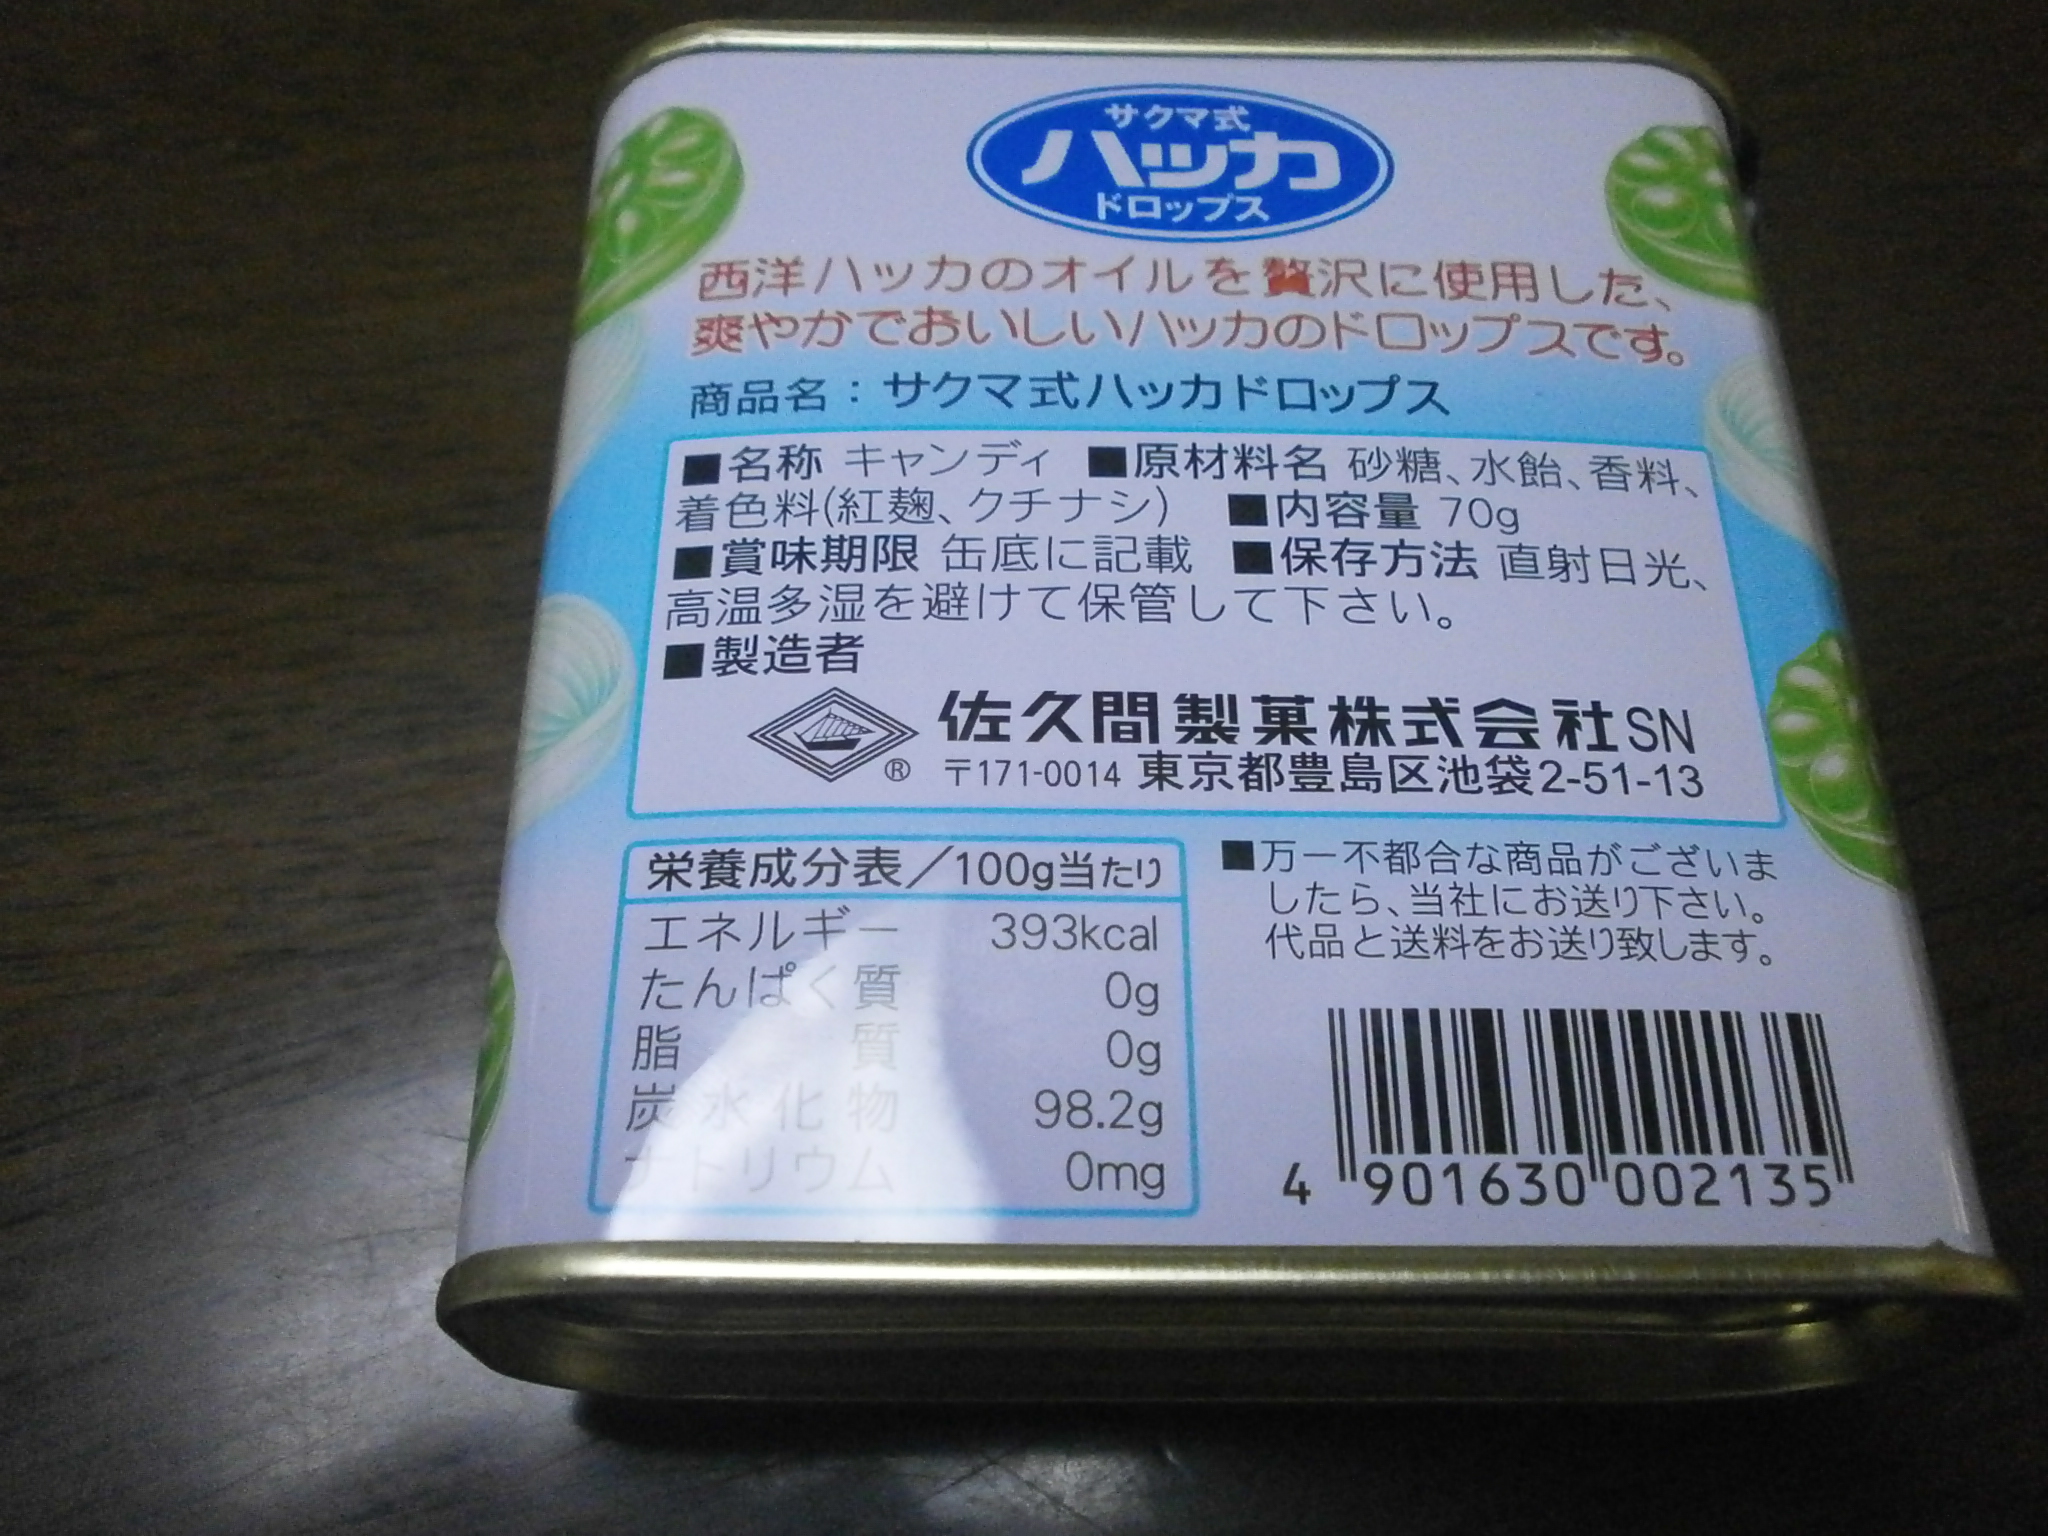 サクマ式
ハッカ
ドロップス
西洋ハッカのオイルを贅沢に使用した、
爽やかでおいしいハッカのドロップスです。
商品名：サクマ式ハッカドロップス
■名称 キャンディ ■原材料名 砂糖、水飴、香料、
着色料(紅麹、クチナシ) ■内容量 70g
■賞味期限 缶底に記載 ■保存方法 直射日光、
高温多湿を避けて保管して下さい。
■製造者
佐久間製菓株式会社SN
® 〒171-0014 東京都豊島区池袋2-51-13
栄養成分表／100g当たり
エネルギー 393kcal
たんぱく質 0g
脂質 0g
炭水化物 98.2g
ナトリウム 0mg
■万一不都合な商品がございま
したら、当社にお送り下さい。
代品と送料をお送り致します。
4 901630 002135